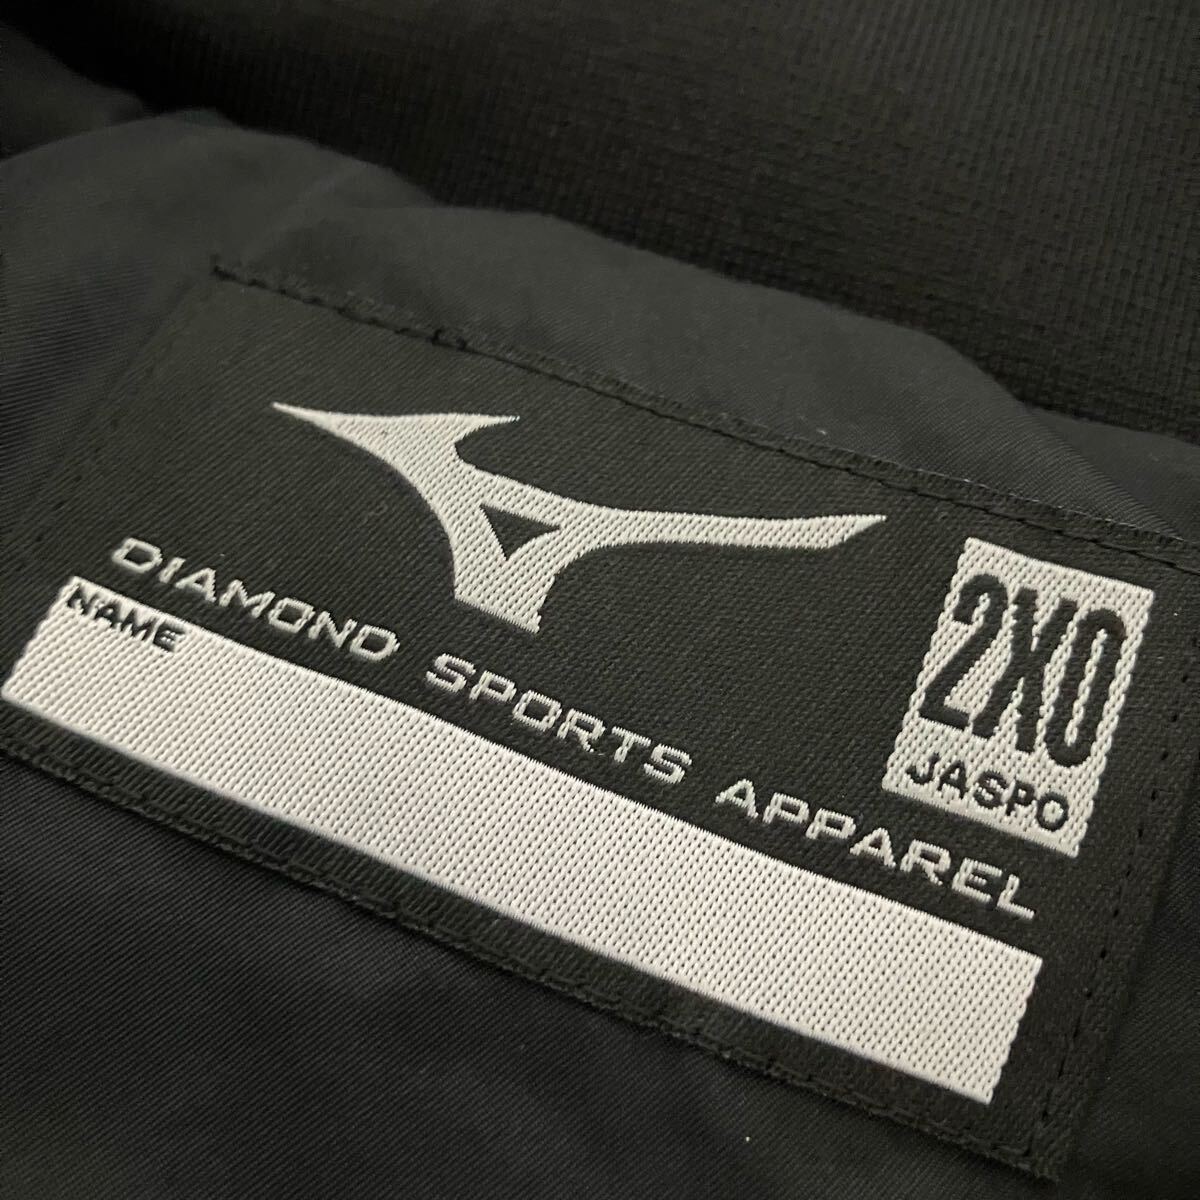 DIAMOND SPORTS APPAREL
2XO
JASPO
NAME